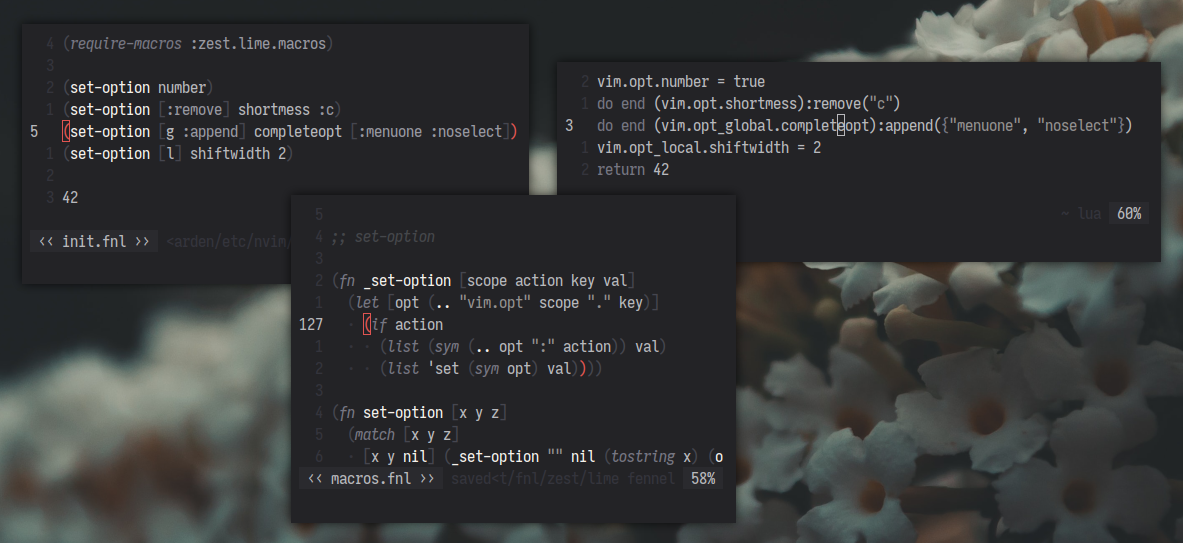 4 (require-macros :zest.lime.macros)
3
2 (set-option number)
1 (set-option [:remove] shortmess :c)
5 (set-option [g :append] completeopt [:menuone :noselect])
1 (set-option [l] shiftwidth 2)
2
3 42
<< init.fnl >> <arden/etc/nvim/
2 vim.opt.number = true
1 do end (vim.opt.shortmess):remove("c")
3 do end (vim.opt_global.completeopt):append({"menuone", "noselect"})
1 vim.opt_local.shiftwidth = 2
2 return 42
~ lua 60%
5
4 ;; set-option
3
2 (fn _set-option [scope action key val]
1 (let [opt (.. "vim.opt" scope "." key)]
127 · (if action
1 · · (list (sym (.. opt ":" action)) val)
2 · · (list 'set (sym opt) val))))
3
4 (fn set-option [x y z]
5 (match [x y z]
6 · [x y nil] (_set-option "" nil (tostring x) (o
<< macros.fnl >> saved<t/fnl/zest/lime fennel 58%